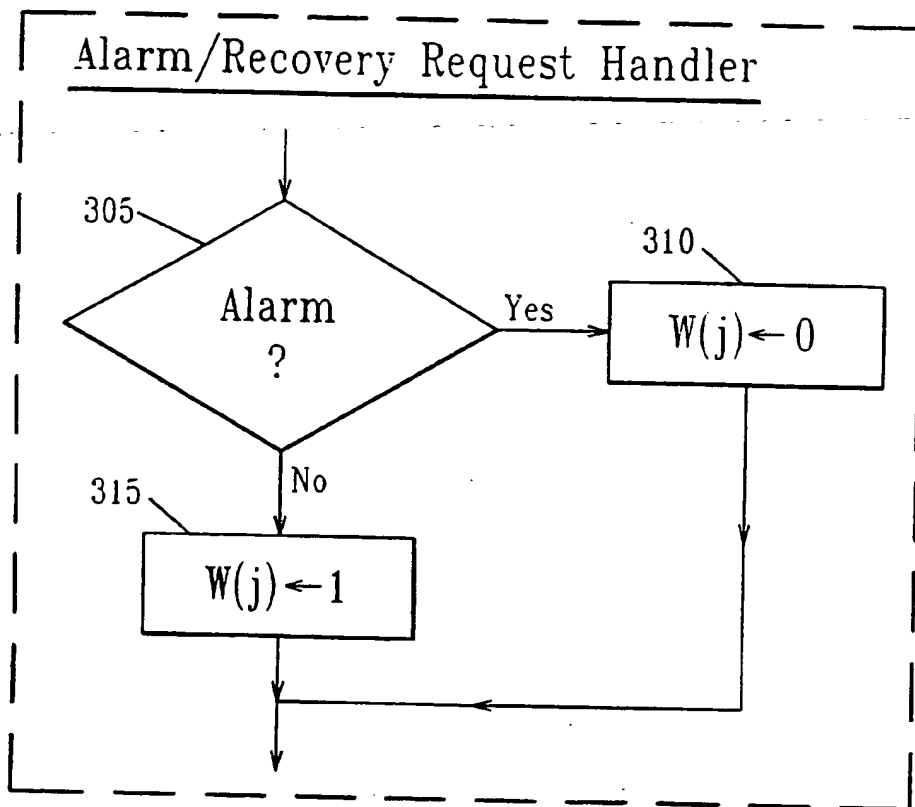 Alarm/Recovery Request Handler
305
Alarm
?
Yes
310
W(j)←0
No
315
W(j)←1